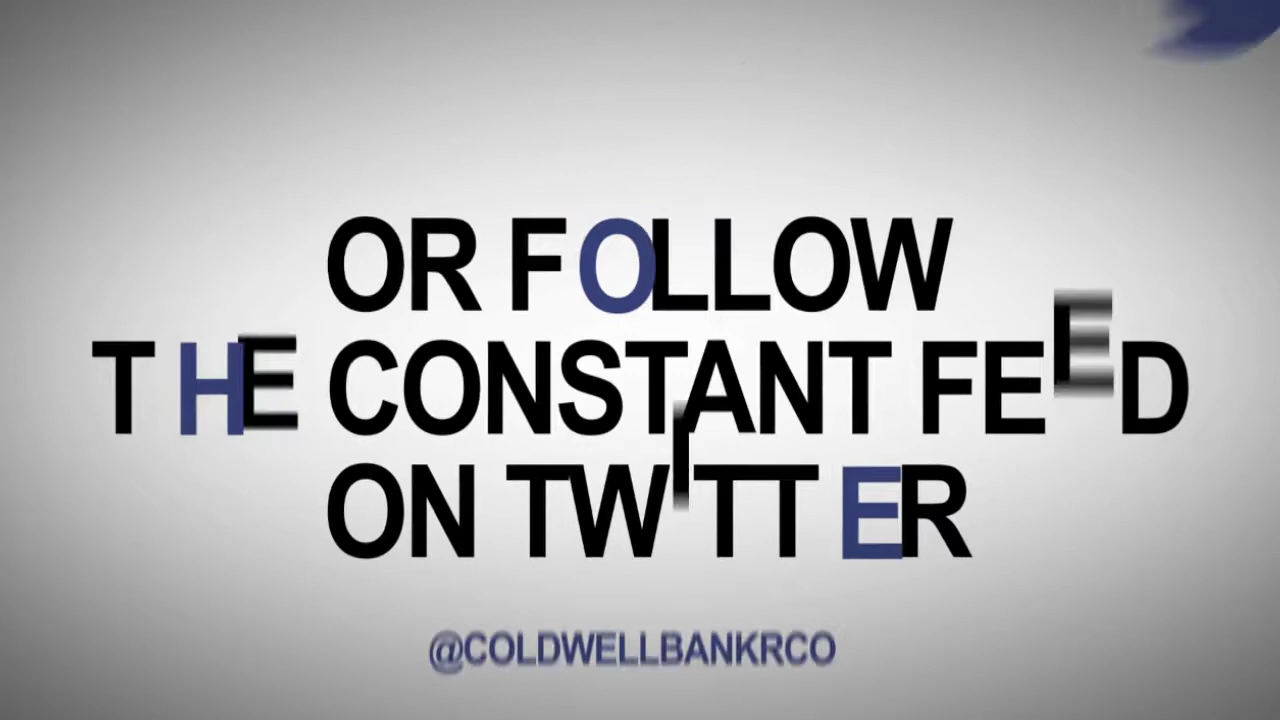 OR FOLLOW
THE CONSTANT FEED
ON TWITTER
@COLDWELLBANKRCO